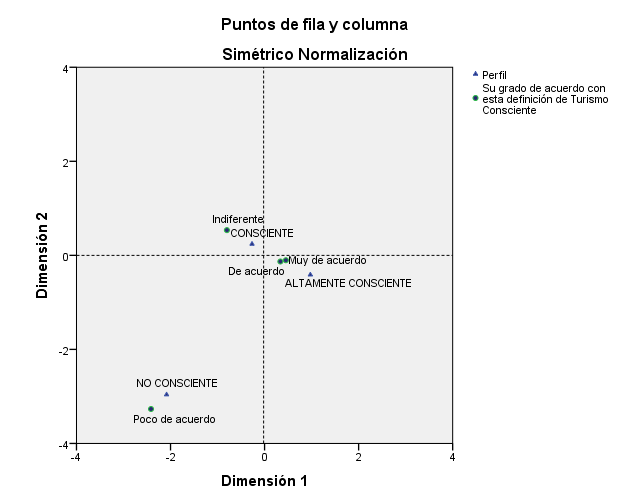 Puntos de fila y columna
Simétrico Normalización
Perfil
Su grado de acuerdo con
esta definición de Turismo
Consciente
4
2
0
-2
-4
Dimensión 2
Indiferente
CONSCIENTE
Muy de acuerdo
De acuerdo
ALTAMENTE CONSCIENTE
NO CONSCIENTE
Poco de acuerdo
-4
-2
0
2
4
Dimensión 1